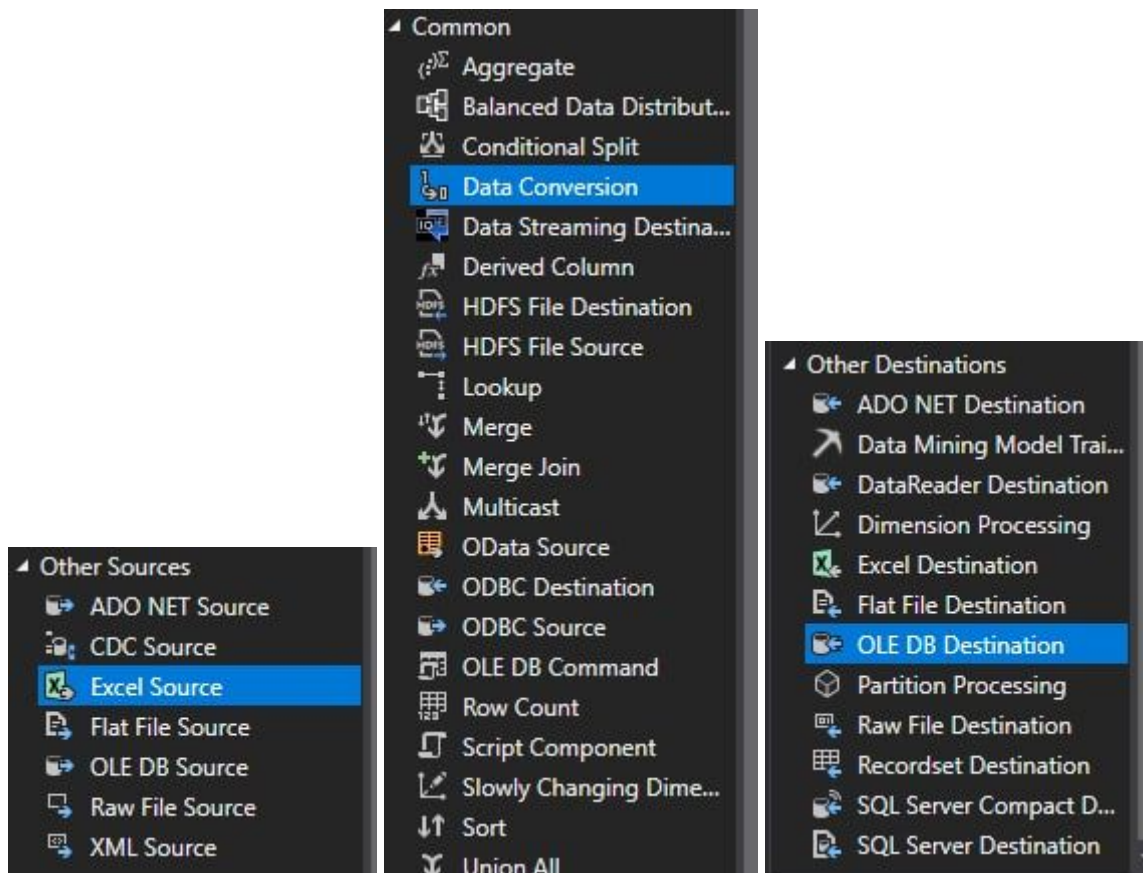 Other Sources
ADO NET Source
CDC Source
Excel Source
Flat File Source
OLE DB Source
Raw File Source
XML Source
Common
Aggregate
Balanced Data Distribut...
Conditional Split
Data Conversion
Data Streaming Destina...
Derived Column
HDFS File Destination
HDFS File Source
Lookup
Merge
Merge Join
Multicast
OData Source
ODBC Destination
ODBC Source
OLE DB Command
Row Count
Script Component
Slowly Changing Dime...
Sort
Union All
Other Destinations
ADO NET Destination
Data Mining Model Trai...
DataReader Destination
Dimension Processing
Excel Destination
Flat File Destination
OLE DB Destination
Partition Processing
Raw File Destination
Recordset Destination
SQL Server Compact D...
SQL Server Destination